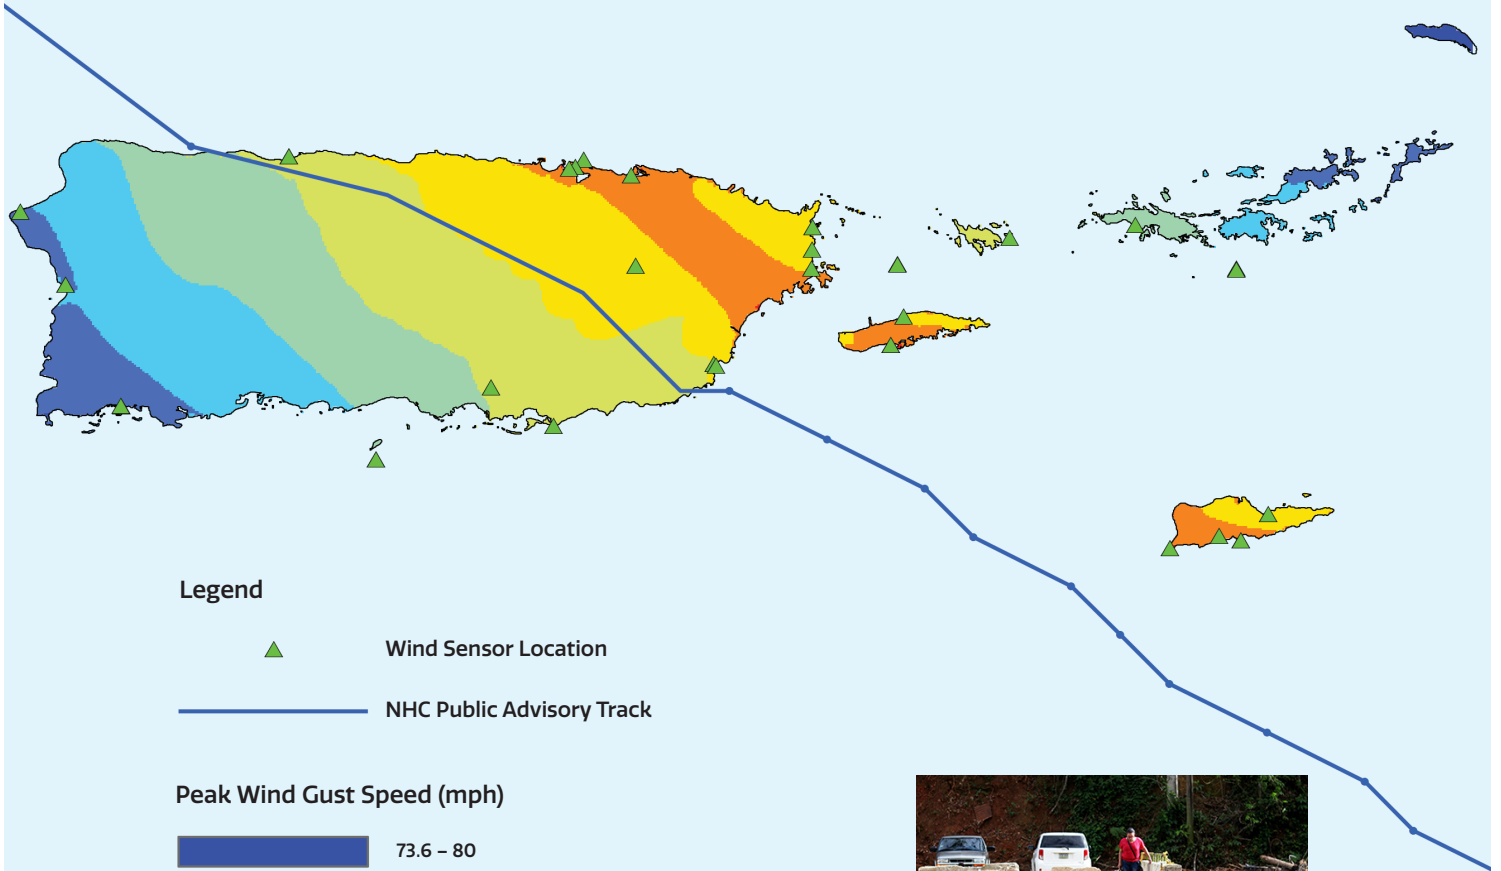 Legend
Wind Sensor Location
NHC Public Advisory Track
Peak Wind Gust Speed (mph)
73.6 – 80